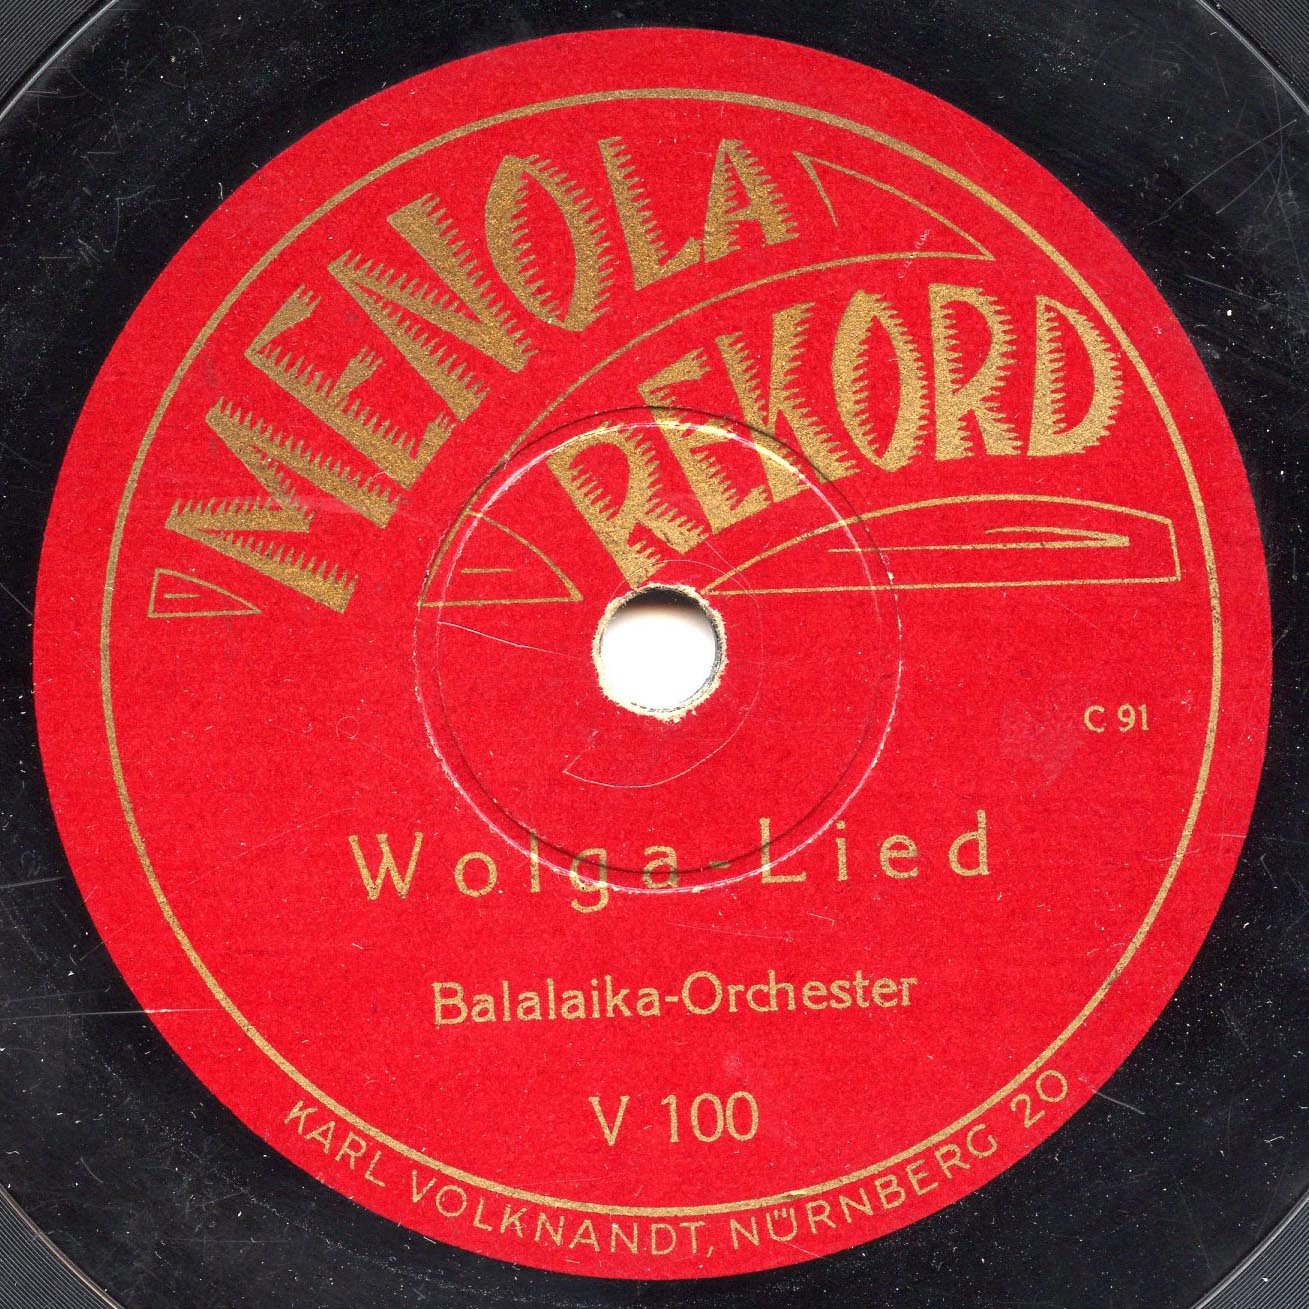 MENOLA
REKORD
C 91
Wolga-Lied
Balalaika-Orchester
V 100
KARL VOLKNANDT, NÜRNBERG 20